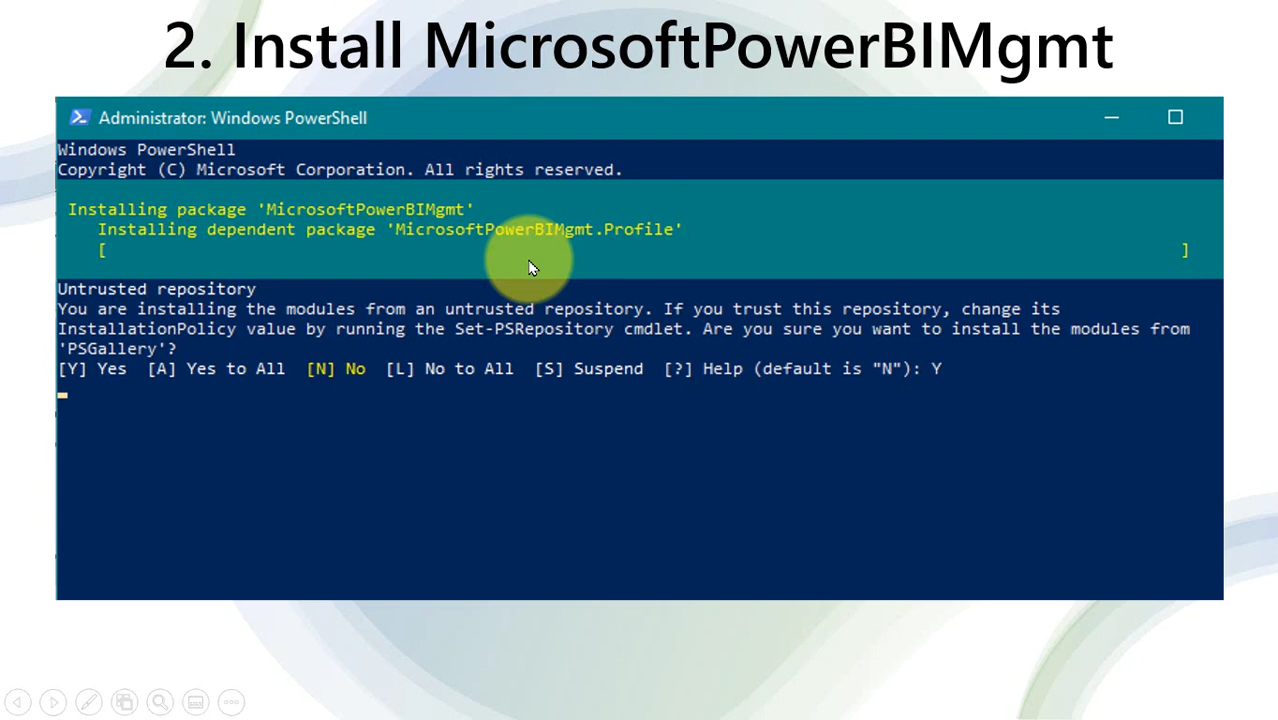 2. Install MicrosoftPowerBIMgmt
Administrator: Windows PowerShell
Windows PowerShell
Copyright (C) Microsoft Corporation. All rights reserved.
Installing package 'MicrosoftPowerBIMgmt'
Installing dependent package 'MicrosoftPowerBIMgmt.Profile'
[ ]
Untrusted repository
You are installing the modules from an untrusted repository. If you trust this repository, change its
InstallationPolicy value by running the Set-PSRepository cmdlet. Are you sure you want to install the modules from
'PSGallery'?
[Y] Yes [A] Yes to All [N] No [L] No to All [S] Suspend [?] Help (default is "N"): Y